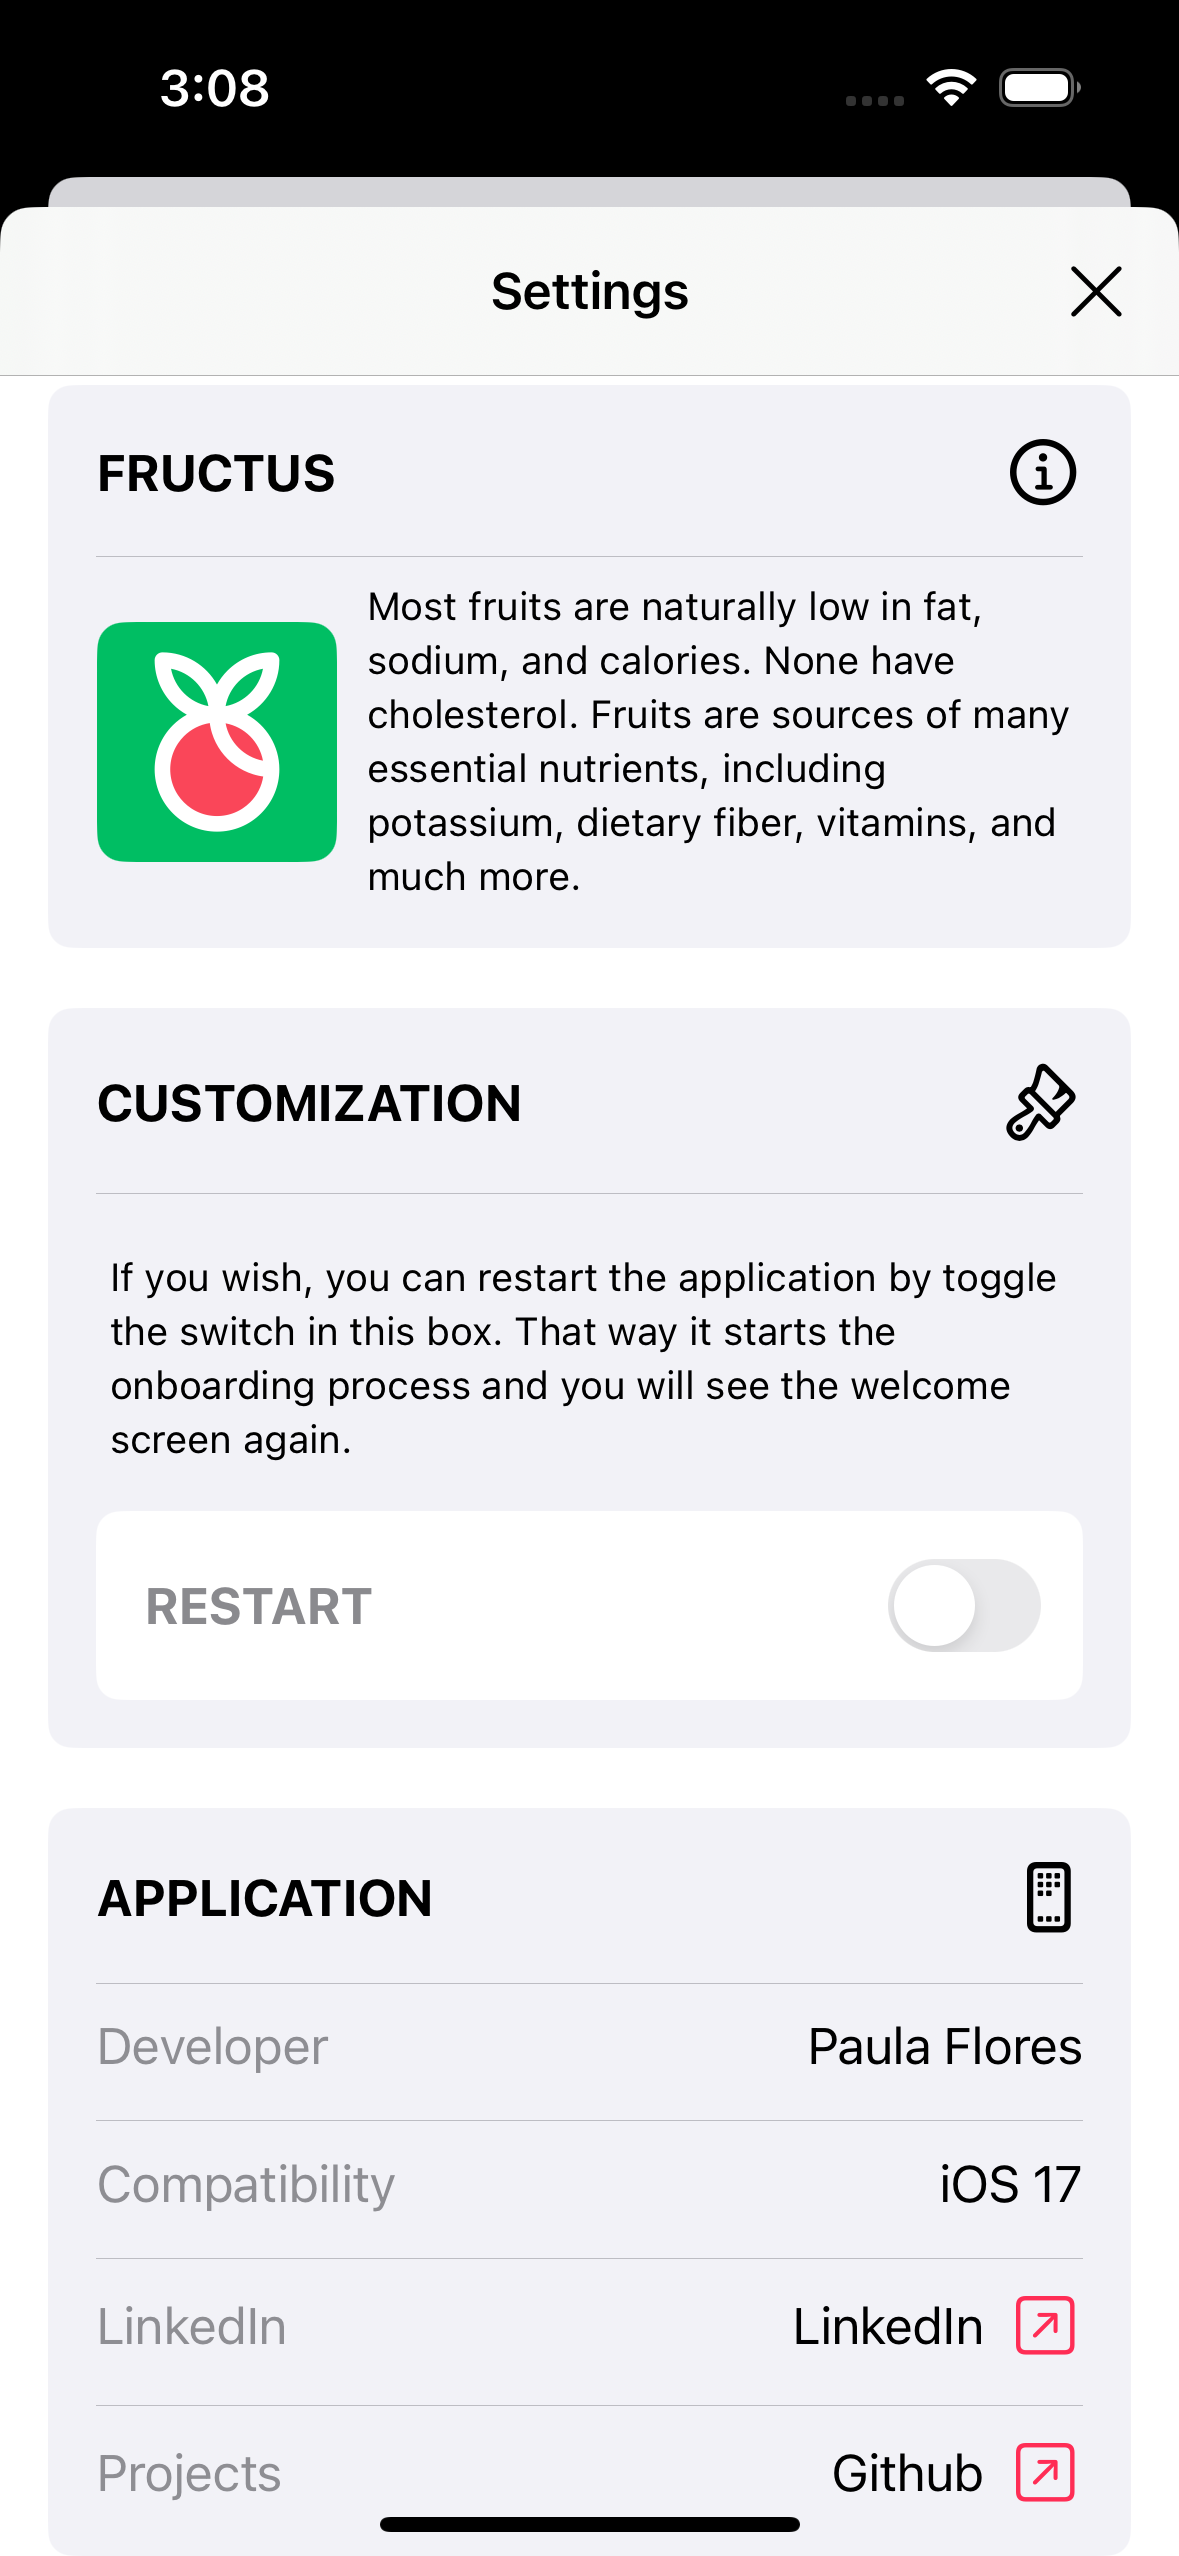 3:08
Settings
FRUCTUS
Most fruits are naturally low in fat,
sodium, and calories. None have
cholesterol. Fruits are sources of many
essential nutrients, including
potassium, dietary fiber, vitamins, and
much more.
CUSTOMIZATION
If you wish, you can restart the application by toggle
the switch in this box. That way it starts the
onboarding process and you will see the welcome
screen again.
RESTART
APPLICATION
Developer Paula Flores
Compatibility iOS 17
LinkedIn LinkedIn
Projects Github